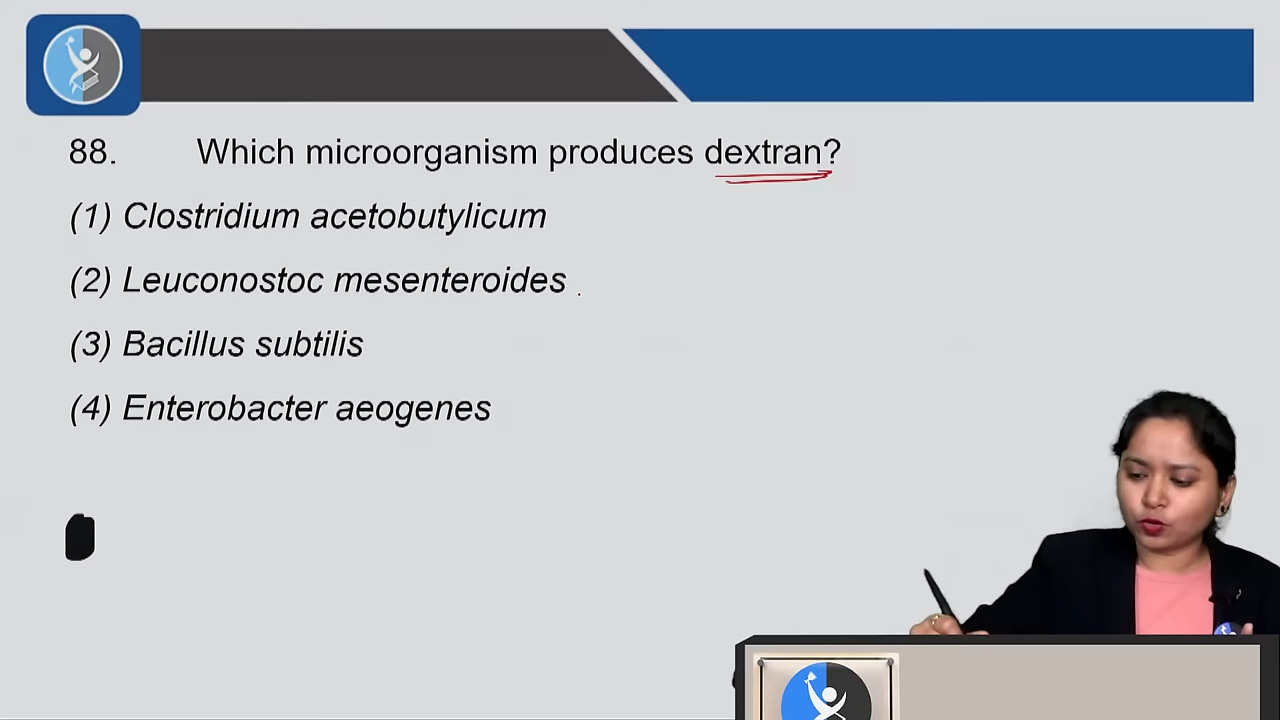 88. Which microorganism produces dextran?
(1) Clostridium acetobutylicum
(2) Leuconostoc mesenteroides
(3) Bacillus subtilis
(4) Enterobacter aeogenes